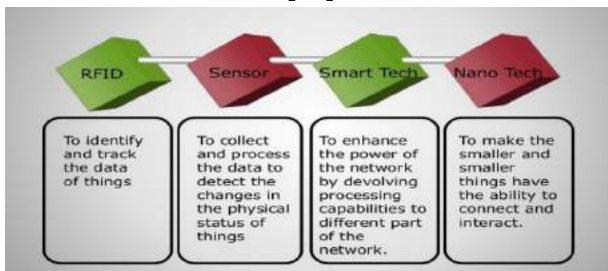 RFID
Sensor
Smart Tech
Nano Tech
To identify
and track
the data
of things
To collect
and process
the data to
detect the
changes in
the physical
status of
things
To enhance
the power of
the network
by devolving
processing
capabilities to
different part
of the
network.
To make the
smaller and
smaller
things have
the ability to
connect and
interact.